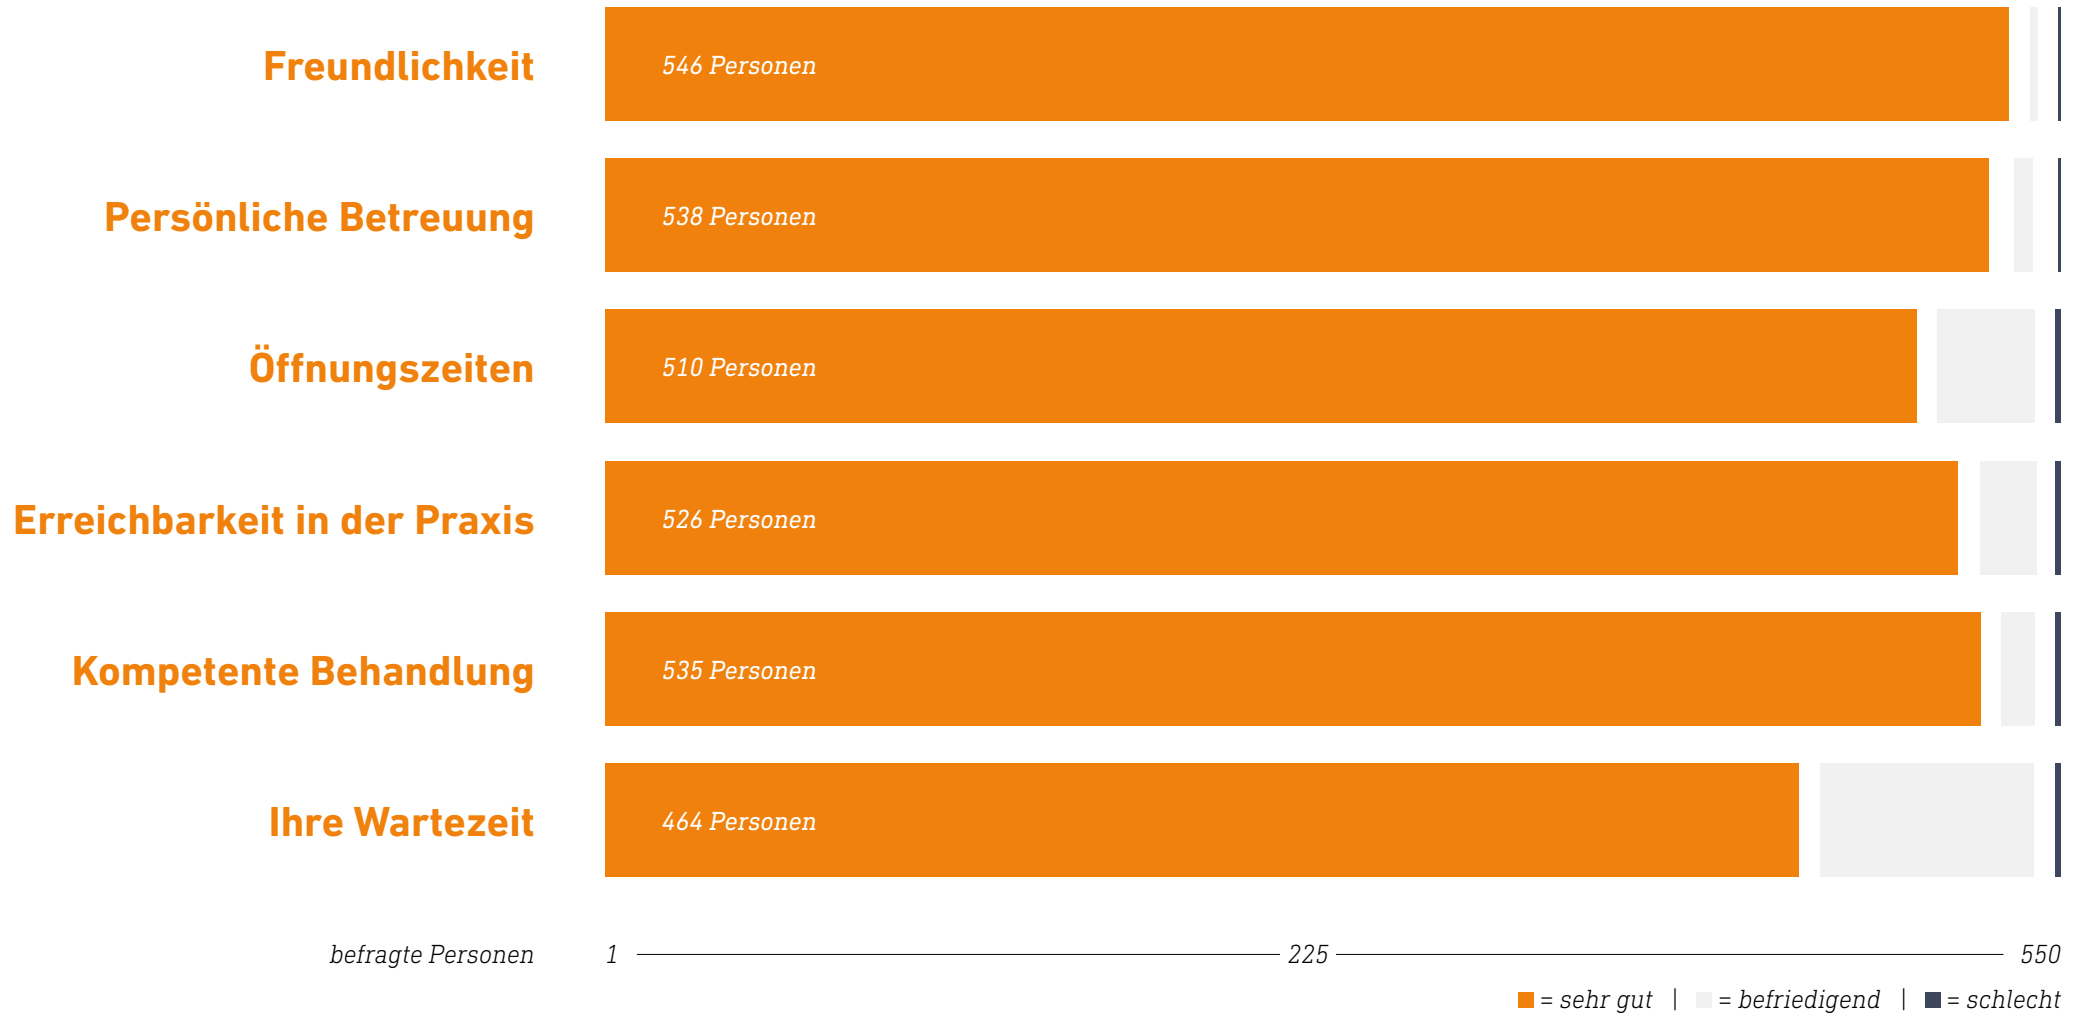 Freundlichkeit 546 Personen
Persönliche Betreuung 538 Personen
Öffnungszeiten 510 Personen
Erreichbarkeit in der Praxis 526 Personen
Kompetente Behandlung 535 Personen
Ihre Wartezeit 464 Personen
befragte Personen 1 225 550
= sehr gut | = befriedigend | = schlecht